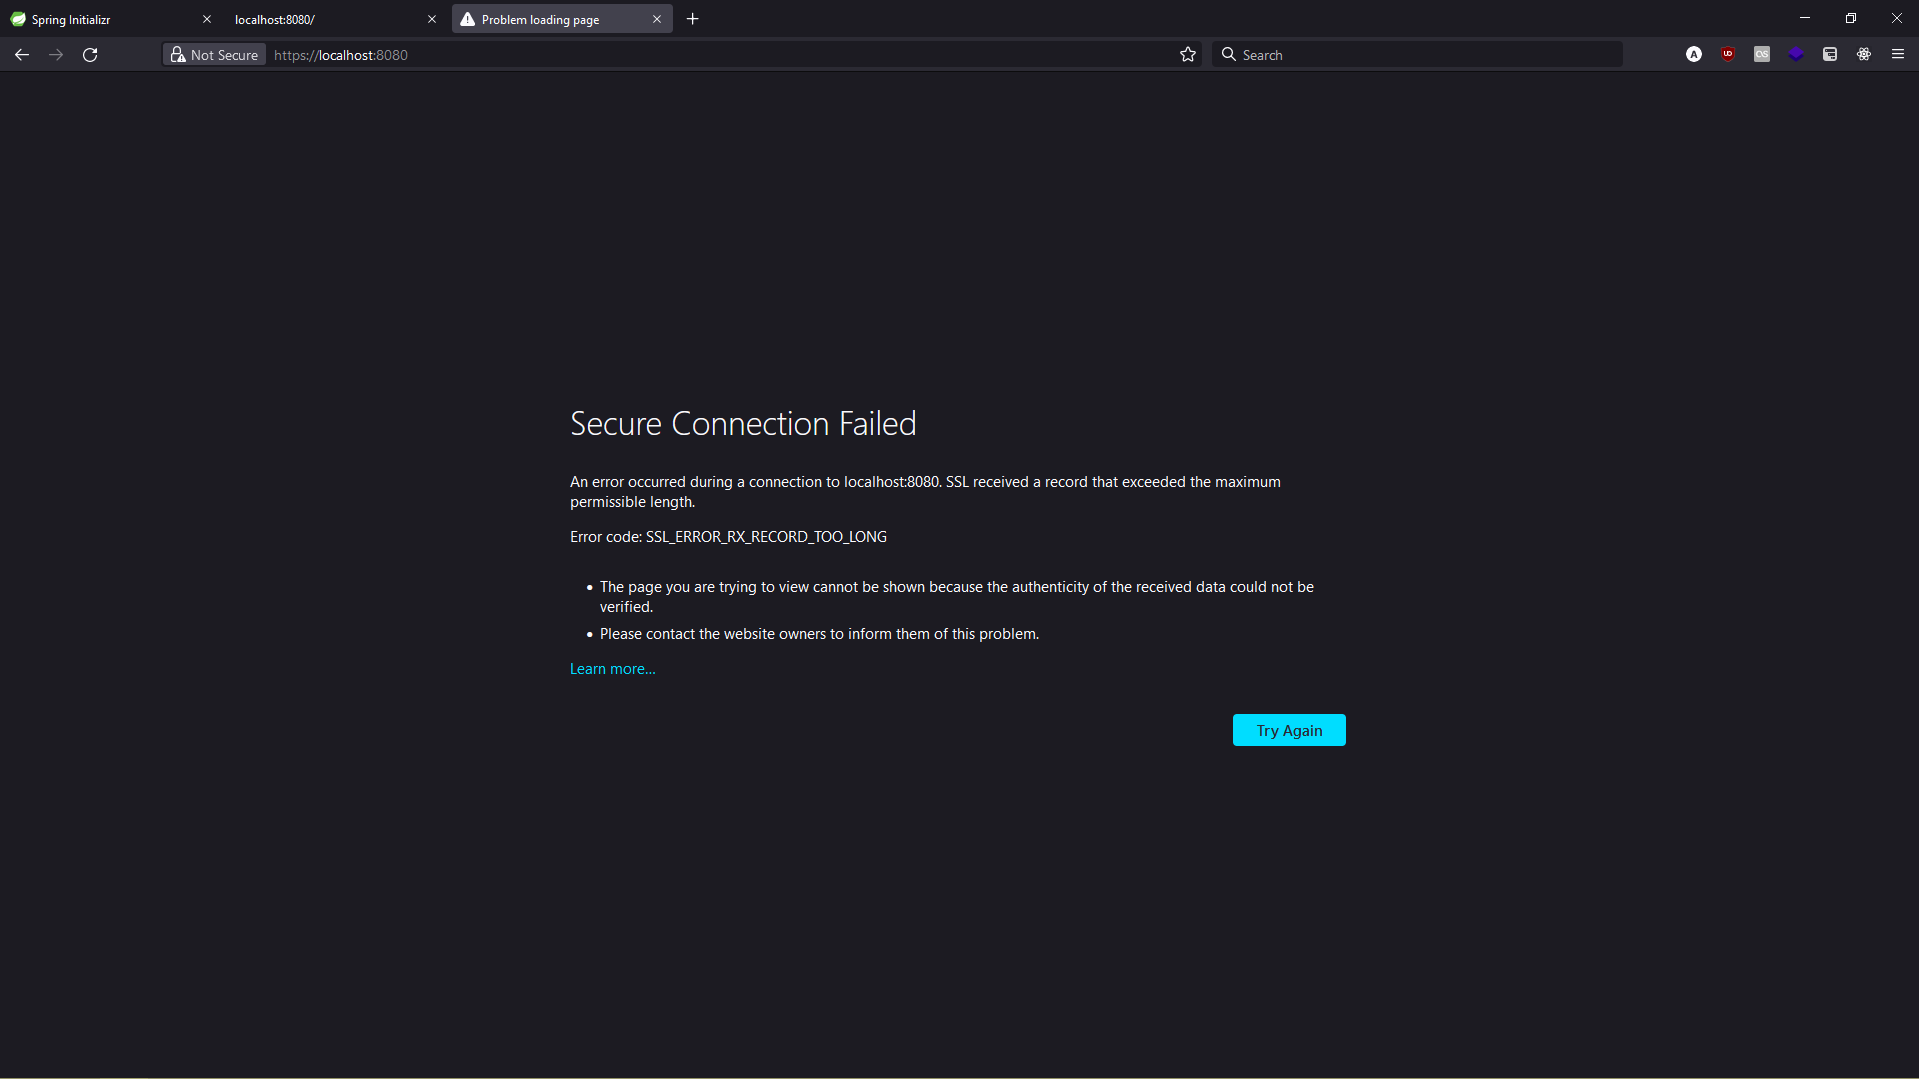 Spring Initializr
localhost:8080/
Problem loading page
Not Secure
https://localhost:8080
Search
Secure Connection Failed
An error occurred during a connection to localhost:8080. SSL received a record that exceeded the maximum
permissible length.
Error code: SSL_ERROR_RX_RECORD_TOO_LONG
The page you are trying to view cannot be shown because the authenticity of the received data could not be
verified.
Please contact the website owners to inform them of this problem.
Learn more...
Try Again